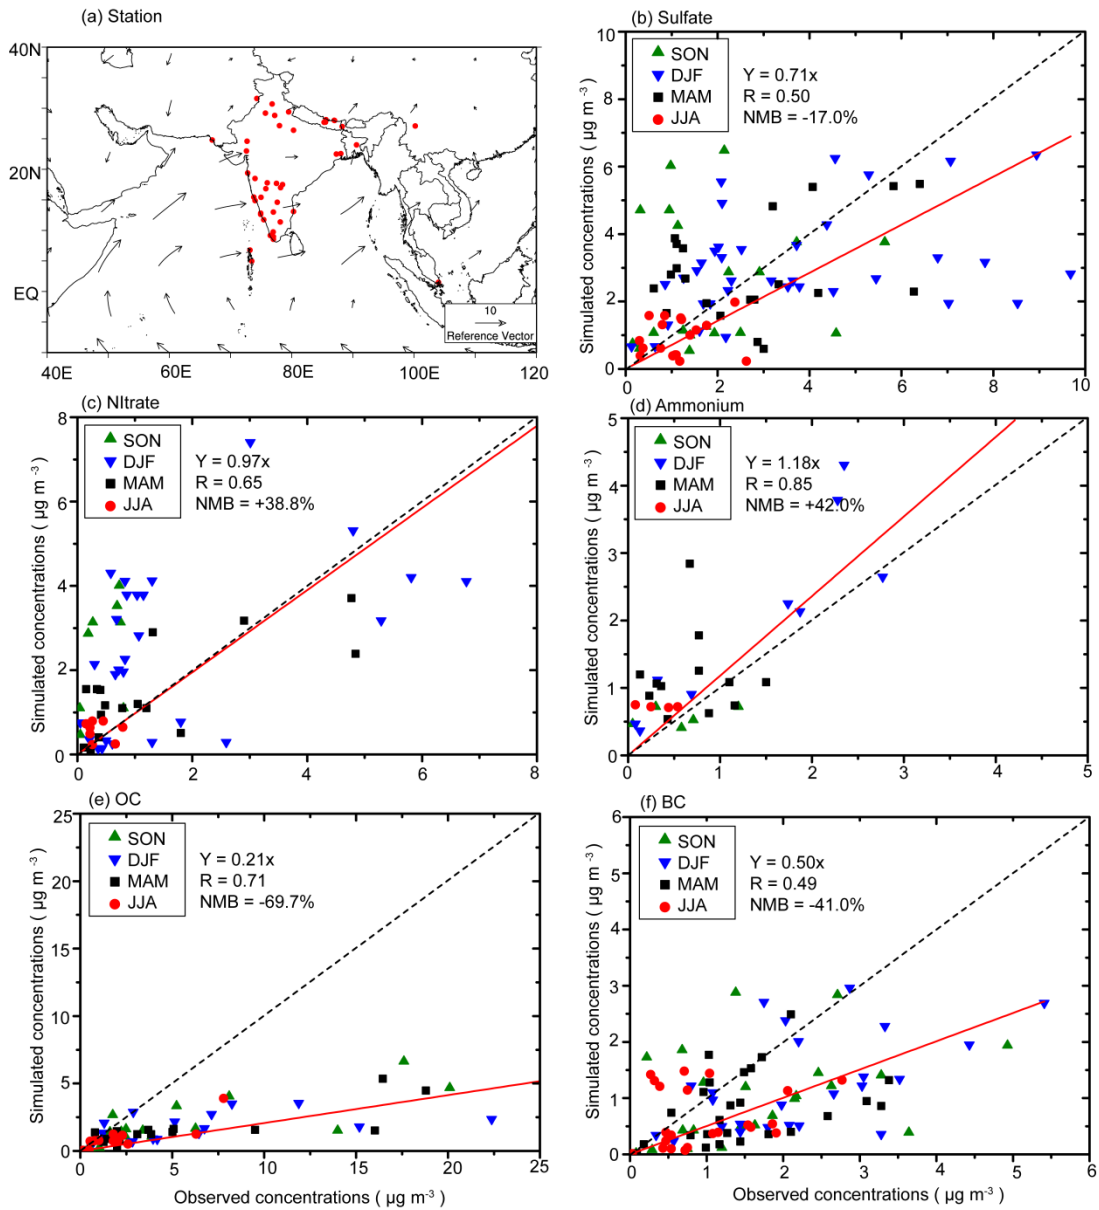 (a) Station
40N
20N
EQ
40E
60E
80E
100E
120
10
Reference Vector
(b) Sulfate
Simulated concentrations ( µg m⁻³ )
10
8
6
4
2
0
SON
DJF
MAM
JJA
Y = 0.71x
R = 0.50
NMB = -17.0%
0 2 4 6 8 10
(c) NItrate
Simulated concentrations ( µg m⁻³ )
8
6
4
2
0
SON
DJF
MAM
JJA
Y = 0.97x
R = 0.65
NMB = +38.8%
0 2 4 6 8
(d) Ammonium
Simulated concentrations ( µg m⁻³ )
5
4
3
2
1
0
SON
DJF
MAM
JJA
Y = 1.18x
R = 0.85
NMB = +42.0%
0 1 2 3 4 5
(e) OC
Simulated concentrations ( µg m⁻³ )
25
20
15
10
5
0
SON
DJF
MAM
JJA
Y = 0.21x
R = 0.71
NMB = -69.7%
0 5 10 15 20 25
Observed concentrations ( µg m⁻³ )
(f) BC
Simulated concentrations ( µg m⁻³ )
6
5
4
3
2
1
0
SON
DJF
MAM
JJA
Y = 0.50x
R = 0.49
NMB = -41.0%
0 1 2 3 4 5 6
Observed concentrations ( µg m⁻³ )